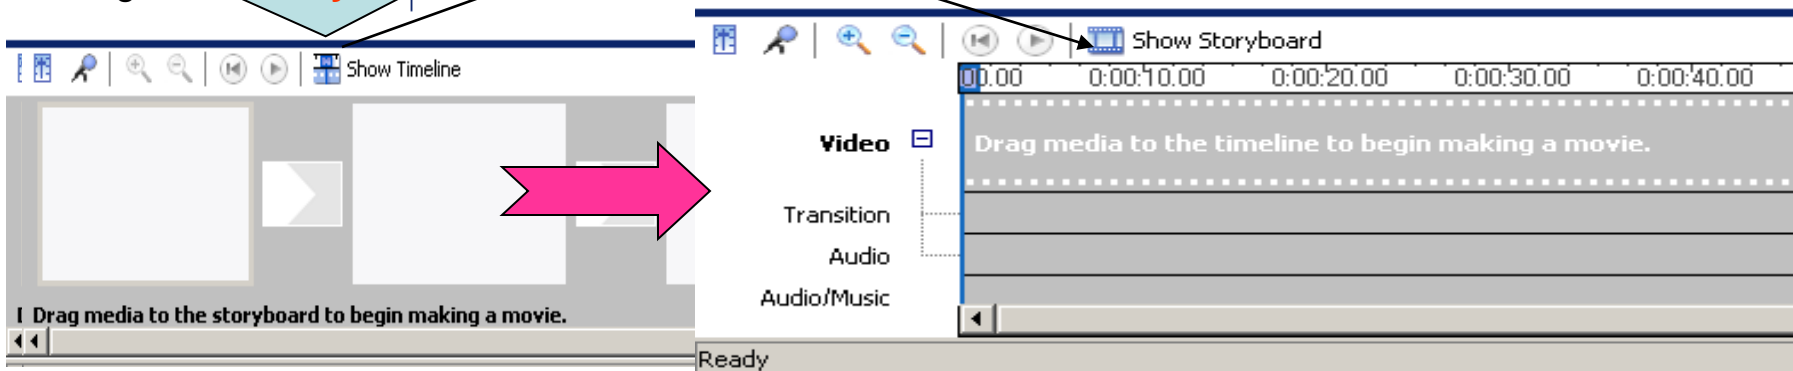 Show Timeline
Drag media to the storyboard to begin making a movie.
Show Storyboard
0:00:10.00 0:00:20.00 0:00:30.00 0:00:40.00
Video
Drag media to the timeline to begin making a movie.
Transition
Audio
Audio/Music
Ready